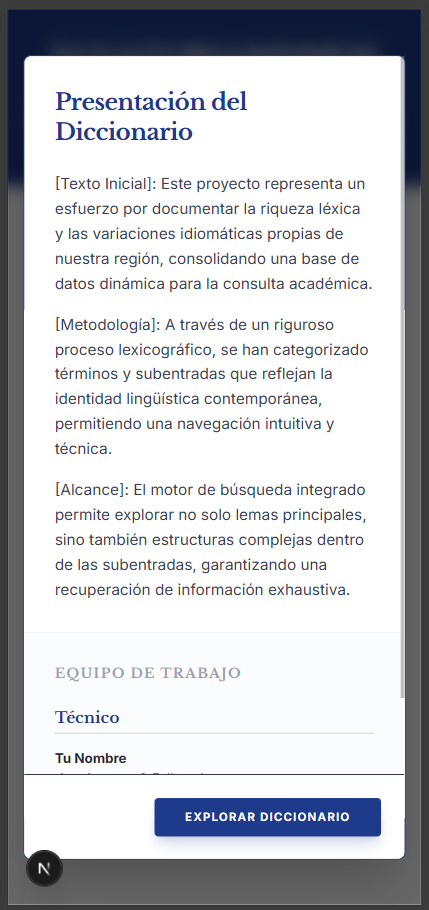 Presentación del
Diccionario
[Texto Inicial]: Este proyecto representa un
esfuerzo por documentar la riqueza léxica
y las variaciones idiomáticas propias de
nuestra región, consolidando una base de
datos dinámica para la consulta académica.
[Metodología]: A través de un riguroso
proceso lexicográfico, se han categorizado
términos y subentradas que reflejan la
identidad lingüística contemporánea,
permitiendo una navegación intuitiva y
técnica.
[Alcance]: El motor de búsqueda integrado
permite explorar no solo lemas principales,
sino también estructuras complejas dentro
de las subentradas, garantizando una
recuperación de información exhaustiva.
EQUIPO DE TRABAJO
Técnico
Tu Nombre
EXPLORAR DICCIONARIO
N